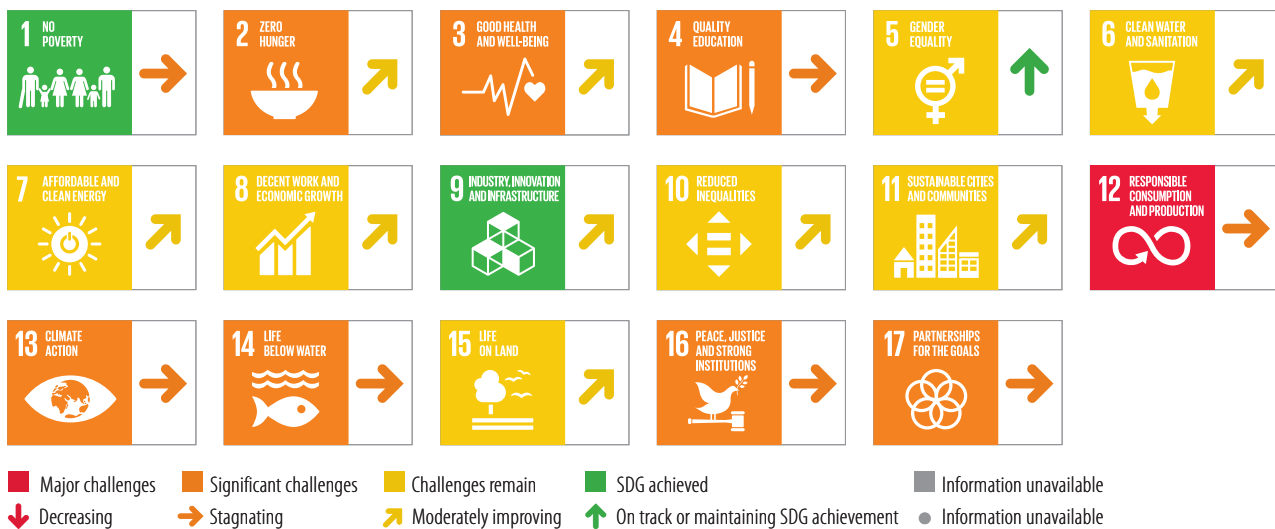 1 NO
POVERTY
2 ZERO
HUNGER
3 GOOD HEALTH
AND WELL-BEING
4 QUALITY
EDUCATION
5 GENDER
EQUALITY
6 CLEAN WATER
AND SANITATION
7 AFFORDABLE AND
CLEAN ENERGY
8 DECENT WORK AND
ECONOMIC GROWTH
9 INDUSTRY, INNOVATION
AND INFRASTRUCTURE
10 REDUCED
INEQUALITIES
11 SUSTAINABLE CITIES
AND COMMUNITIES
12 RESPONSIBLE
CONSUMPTION
AND PRODUCTION
13 CLIMATE
ACTION
14 LIFE
BELOW WATER
15 LIFE
ON LAND
16 PEACE, JUSTICE
AND STRONG
INSTITUTIONS
17 PARTNERSHIPS
FOR THE GOALS
Major challenges Significant challenges Challenges remain SDG achieved Information unavailable
Decreasing Stagnating Moderately improving On track or maintaining SDG achievement Information unavailable